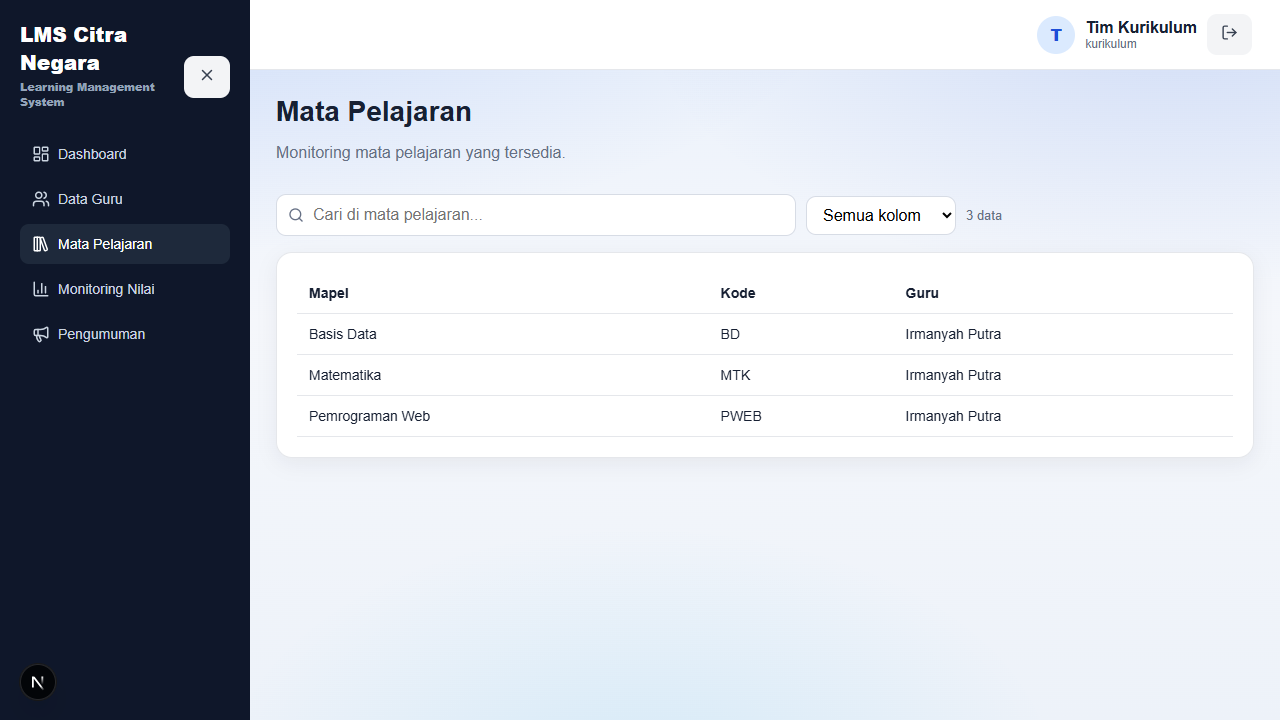 LMS Citra
Negara
Learning Management
System
Dashboard
Data Guru
Mata Pelajaran
Monitoring Nilai
Pengumuman
N
T
Tim Kurikulum
kurikulum
Mata Pelajaran
Monitoring mata pelajaran yang tersedia.
Cari di mata pelajaran...
Semua kolom
3 data
Mapel Kode Guru
Basis Data BD Irmanyah Putra
Matematika MTK Irmanyah Putra
Pemrograman Web PWEB Irmanyah Putra